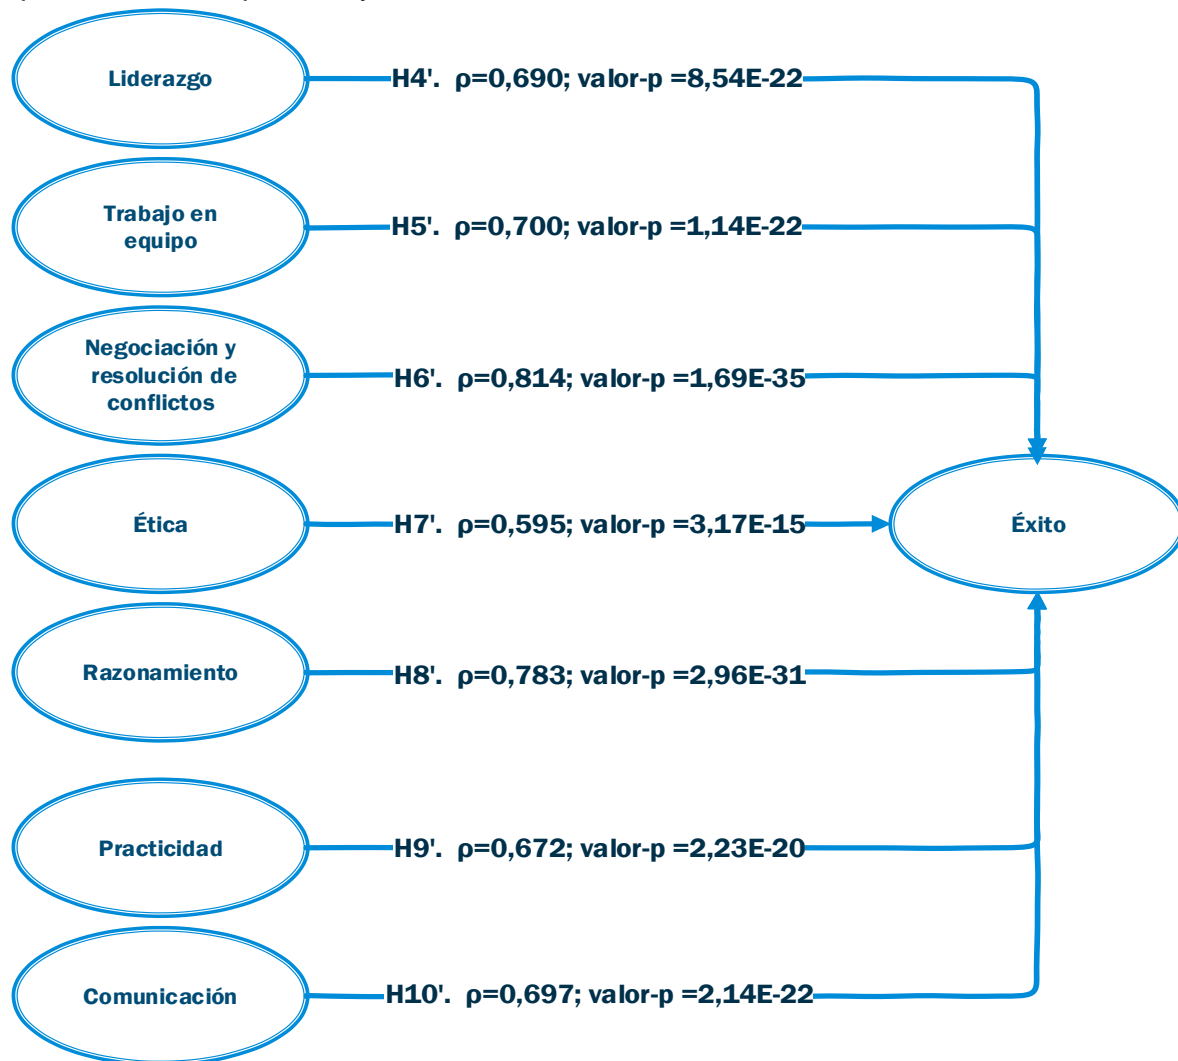 Liderazgo
H4'. ρ=0,690; valor-p =8,54E-22
Trabajo en
equipo
H5'. ρ=0,700; valor-p =1,14E-22
Negociación y
resolución de
conflictos
H6'. ρ=0,814; valor-p =1,69E-35
Ética
H7'. ρ=0,595; valor-p =3,17E-15
Éxito
Razonamiento
H8'. ρ=0,783; valor-p =2,96E-31
Practicidad
H9'. ρ=0,672; valor-p =2,23E-20
Comunicación
H10'. ρ=0,697; valor-p =2,14E-22